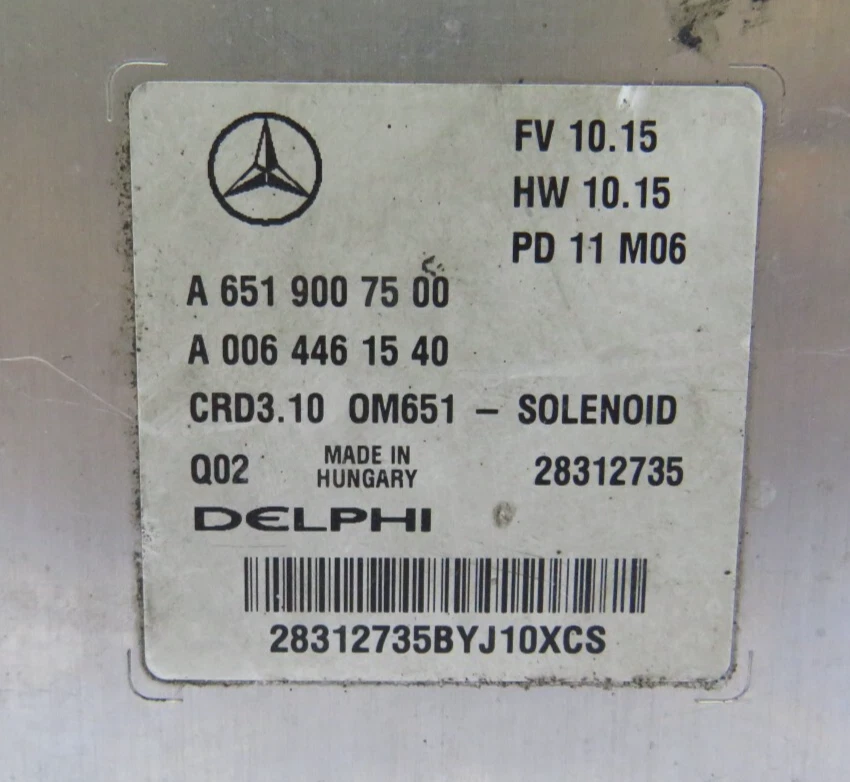 FV 10.15
HW 10.15
PD 11 M06
A 651 900 75 00
A 006 446 15 40
CRD3.10 OM651 – SOLENOID
Q02 MADE IN HUNGARY 28312735
DELPHI
28312735BYJ10XCS